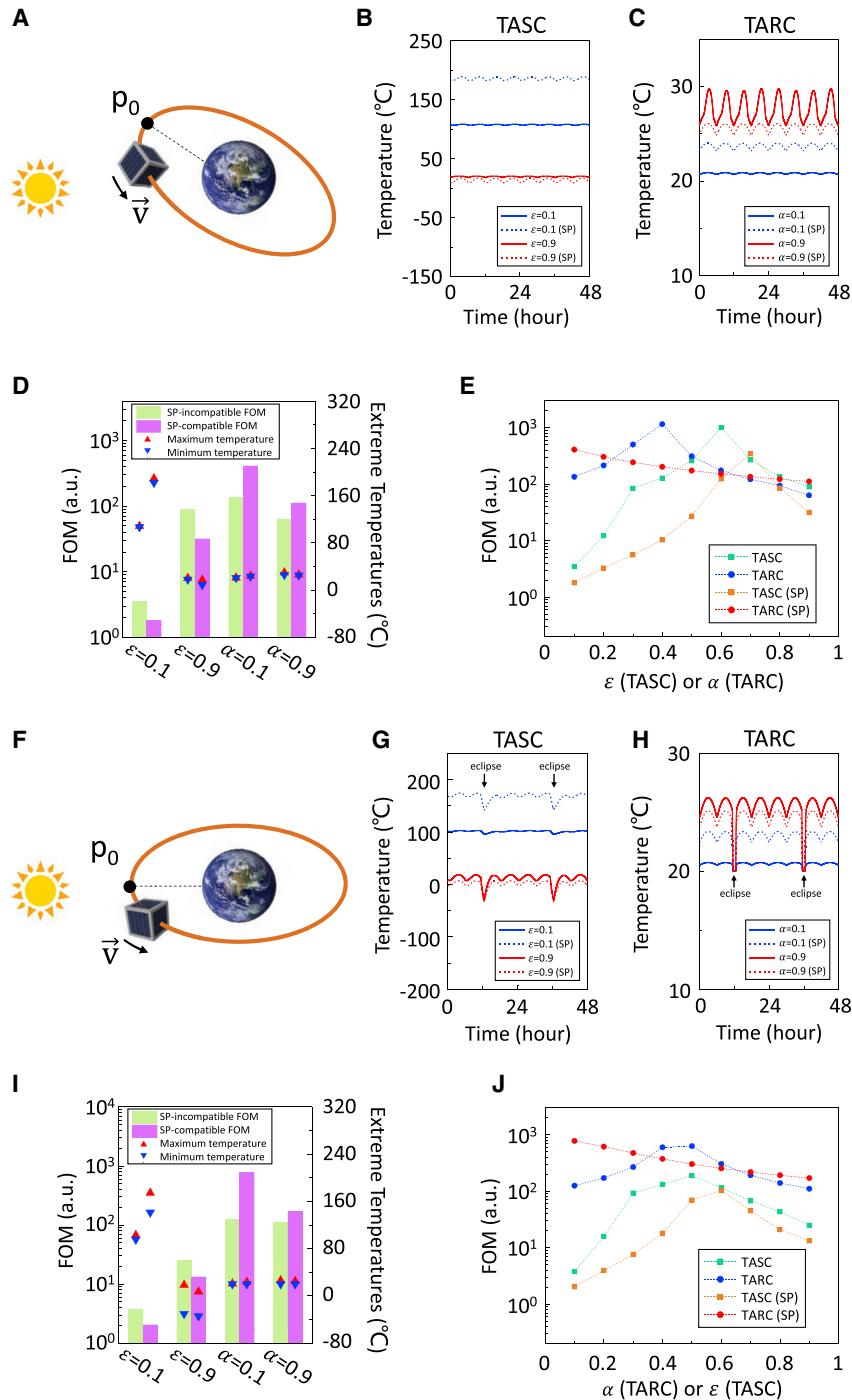 A
p0
v
B
TASC
Temperature (°C)
250
150
50
-50
-150
ε=0.1
ε=0.1 (SP)
ε=0.9
ε=0.9 (SP)
0
24
48
Time (hour)
C
TARC
Temperature (°C)
30
20
10
α=0.1
α=0.1 (SP)
α=0.9
α=0.9 (SP)
0
24
48
Time (hour)
D
FOM (a.u.)
10³
10²
10¹
10⁰
SP-incompatible FOM
SP-compatible FOM
Maximum temperature
Minimum temperature
320
240
160
80
0
-80
Extreme Temperatures (°C)
ε=0.1
ε=0.9
α=0.1
α=0.9
E
FOM (a.u.)
10³
10²
10¹
10⁰
TASC
TARC
TASC (SP)
TARC (SP)
0
0.2
0.4
0.6
0.8
1
ε (TASC) or α (TARC)
F
p0
v
G
TASC
Temperature (°C)
200
100
0
-100
-200
eclipse
eclipse
ε=0.1
ε=0.1 (SP)
ε=0.9
ε=0.9 (SP)
0
24
48
Time (hour)
H
TARC
Temperature (°C)
30
20
10
eclipse
eclipse
α=0.1
α=0.1 (SP)
α=0.9
α=0.9 (SP)
0
24
48
Time (hour)
I
FOM (a.u.)
10⁴
10³
10²
10¹
10⁰
SP-incompatible FOM
SP-compatible FOM
Maximum temperature
Minimum temperature
320
240
160
80
0
-80
Extreme Temperatures (°C)
ε=0.1
ε=0.9
α=0.1
α=0.9
J
FOM (a.u.)
10³
10²
10¹
10⁰
TASC
TARC
TASC (SP)
TARC (SP)
0
0.2
0.4
0.6
0.8
1
α (TARC) or ε (TASC)